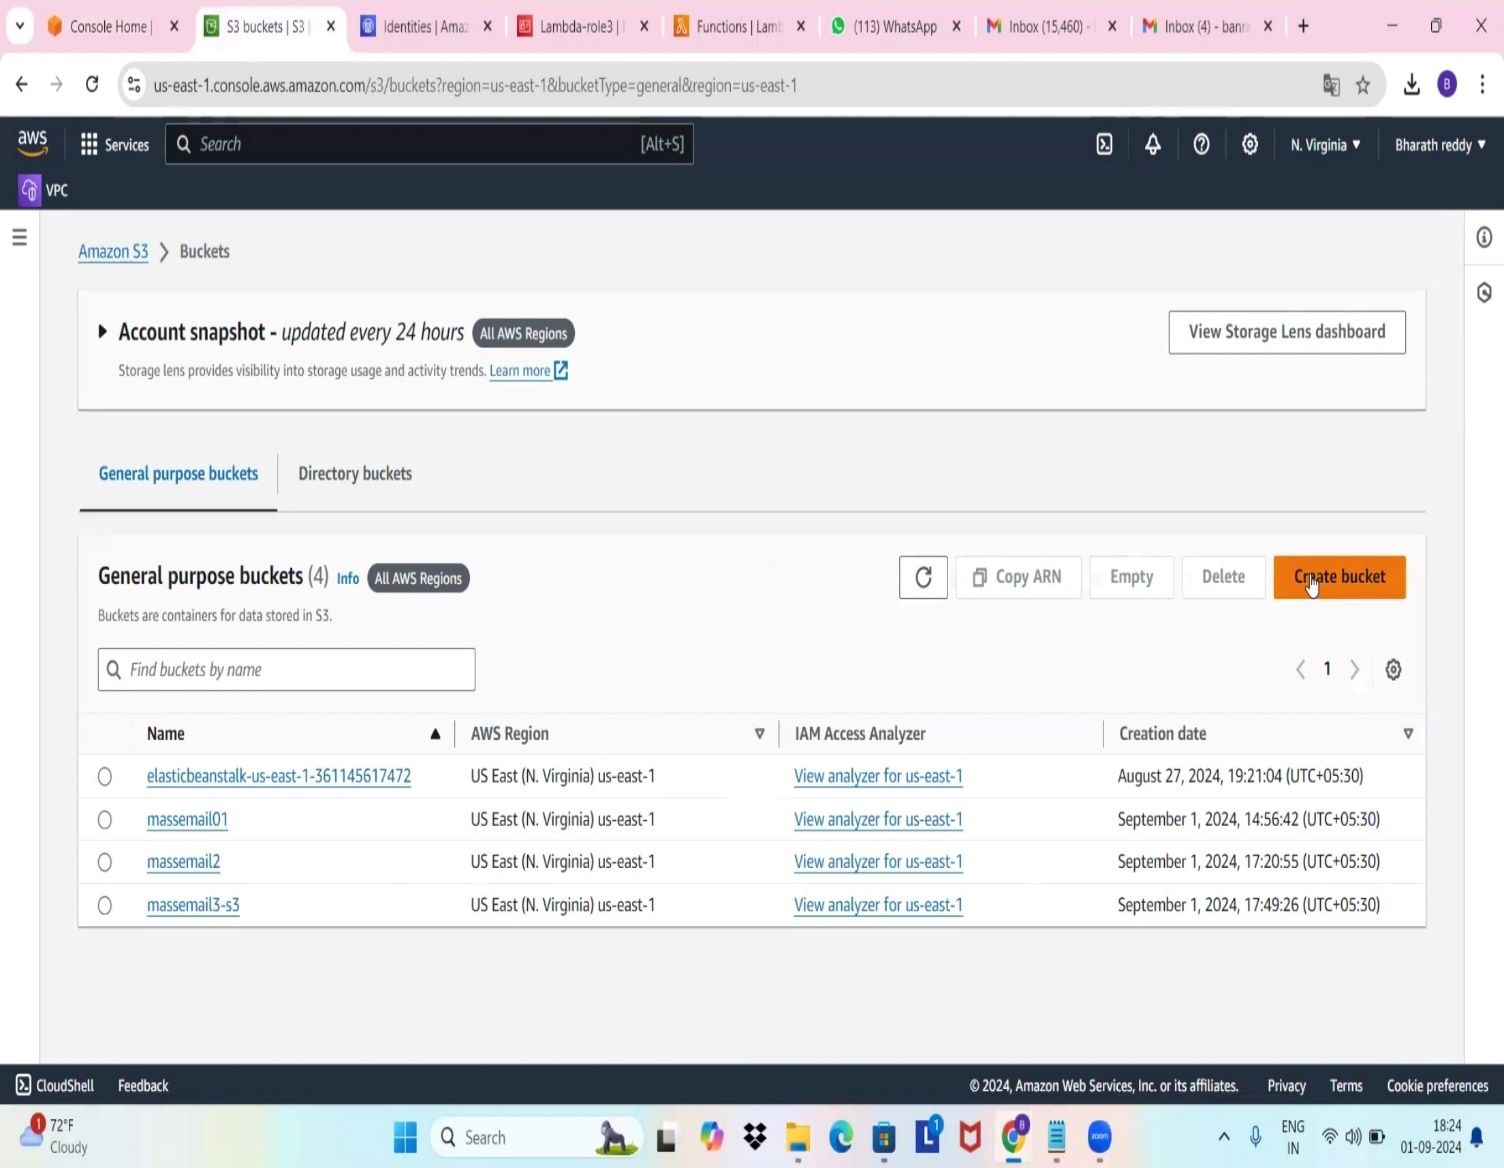 Console Home |
S3 buckets | S3
Identities | Amaz
Lambda-role3 |
Functions | Lamb
(113) WhatsApp
Inbox (15,460) -
Inbox (4) - banra
us-east-1.console.aws.amazon.com/s3/buckets?region=us-east-1&bucketType=general&region=us-east-1
B
aws
Services
Search
[Alt+S]
N. Virginia
Bharath reddy
VPC
Amazon S3 > Buckets
Account snapshot - updated every 24 hours All AWS Regions
View Storage Lens dashboard
Storage lens provides visibility into storage usage and activity trends. Learn more
General purpose buckets
Directory buckets
General purpose buckets (4) Info All AWS Regions
Copy ARN
Empty
Delete
Create bucket
Buckets are containers for data stored in S3.
Find buckets by name
1
Name AWS Region IAM Access Analyzer Creation date
elasticbeanstalk-us-east-1-361145617472 US East (N. Virginia) us-east-1 View analyzer for us-east-1 August 27, 2024, 19:21:04 (UTC+05:30)
massemail01 US East (N. Virginia) us-east-1 View analyzer for us-east-1 September 1, 2024, 14:56:42 (UTC+05:30)
massemail2 US East (N. Virginia) us-east-1 View analyzer for us-east-1 September 1, 2024, 17:20:55 (UTC+05:30)
massemail3-s3 US East (N. Virginia) us-east-1 View analyzer for us-east-1 September 1, 2024, 17:49:26 (UTC+05:30)
CloudShell Feedback © 2024, Amazon Web Services, Inc. or its affiliates. Privacy Terms Cookie preferences
1
72°F
Cloudy
Search
L
1
B
zoom
ENG
IN
18:24
01-09-2024